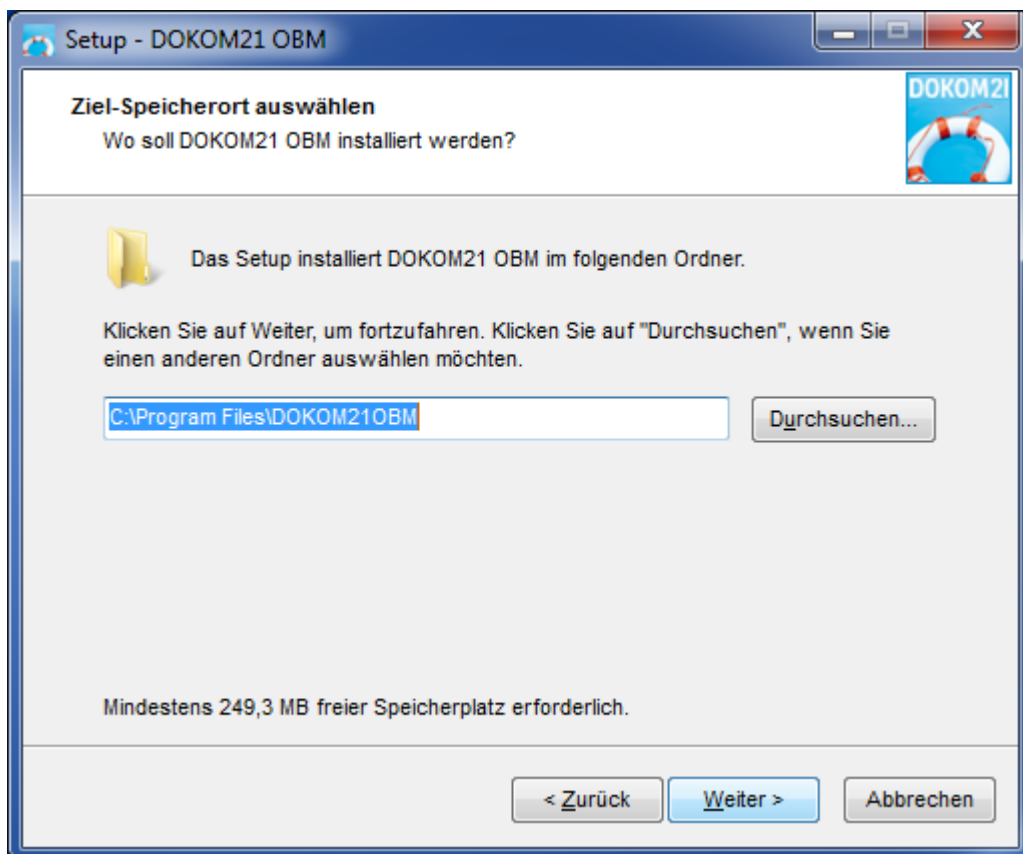 Setup - DOKOM21 OBM
Ziel-Speicherort auswählen
Wo soll DOKOM21 OBM installiert werden?
DOKOM21
Das Setup installiert DOKOM21 OBM im folgenden Ordner.
Klicken Sie auf Weiter, um fortzufahren. Klicken Sie auf "Durchsuchen", wenn Sie
einen anderen Ordner auswählen möchten.
C:\Program Files\DOKOM21OBM
Durchsuchen...
Mindestens 249,3 MB freier Speicherplatz erforderlich.
< Zurück
Weiter >
Abbrechen